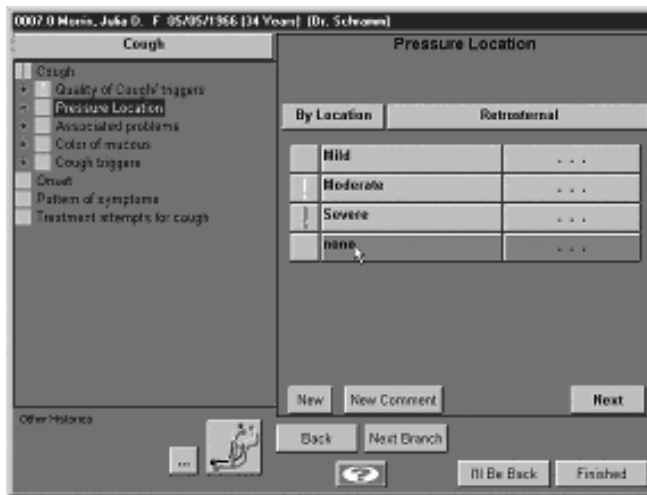 0007.0 Morris, Julia D. F 05/05/1966 (34 Years) (Dr. Schramm)
Cough
Cough
Quality of Cough/ triggers
Pressure Location
Associated problems
Color of mucous
Cough triggers
Onset
Pattern of symptoms
Treatment attempts for cough
Other Histories
...
Pressure Location
By Location Retrosternal
Mild ...
Moderate ...
Severe ...
none ...
New New Comment Next
Back Next Branch
?
I'll Be Back Finished